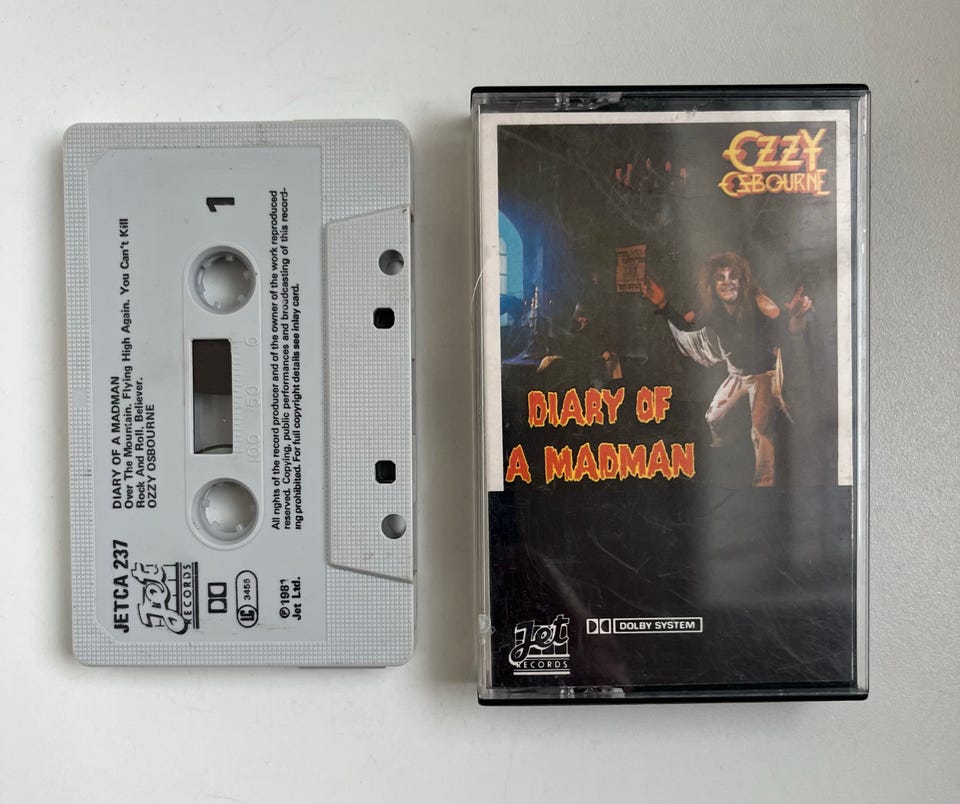 JETCA 237
Jet
RECORDS
DIARY OF A MADMAN
Over The Mountain. Flying High Again. You Can't Kill
Rock And Roll. Believer.
OZZY OSBOURNE
1
3455
℗1981
Jet Ltd.
100 50 0
All rights of the record producer and of the owner of the work reproduced
reserved. Copying, public performances and broadcasting of this record-
ing prohibited. For full copyright details see inlay card.
OZZY
OSBOURNE
DIARY OF
A MADMAN
Jet
RECORDS
DOLBY SYSTEM